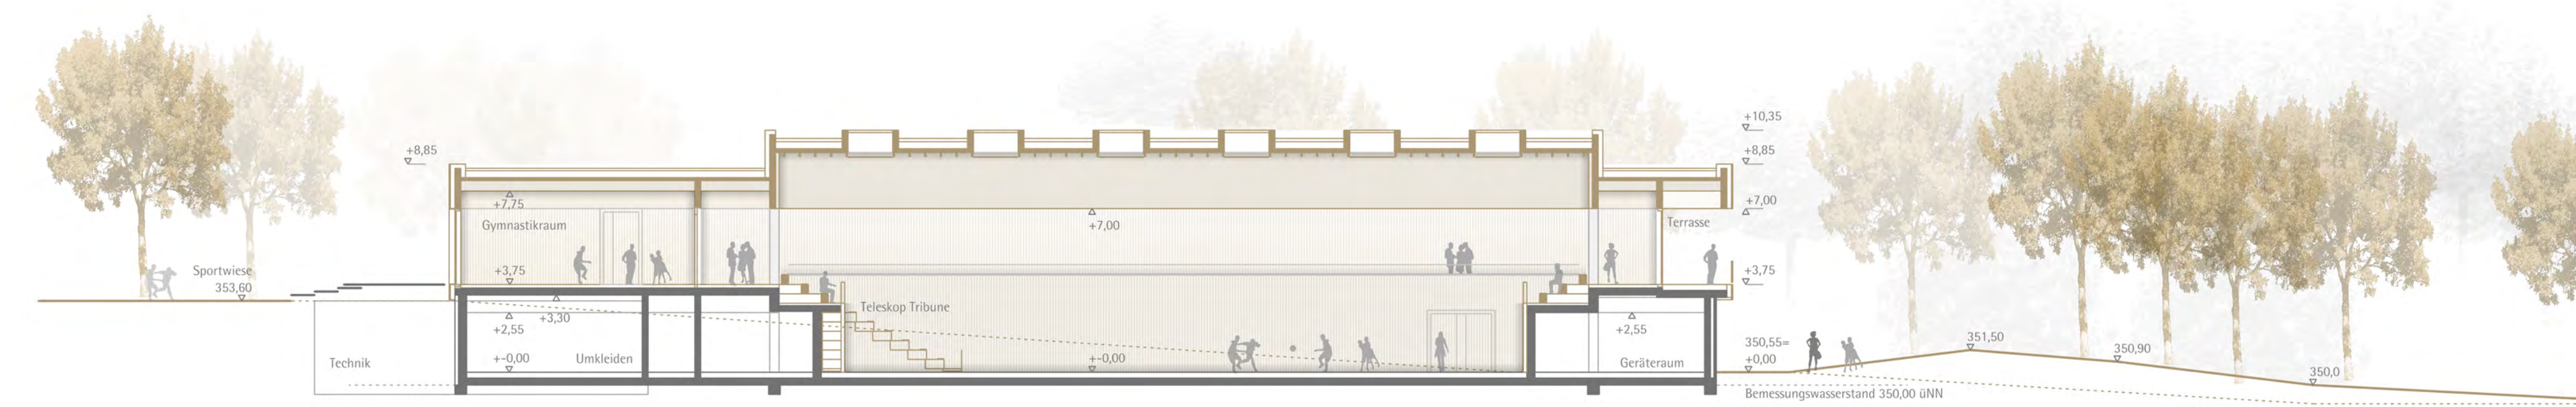 +10,35
+8,85
+8,85
+7,75
+7,00
+7,00
Gymnastikraum
Terrasse
Sportwiese
353,60
+3,75
+3,75
+3,30
+2,55
Teleskop Tribune
+2,55
Technik
+-0,00
Umkleiden
+-0,00
Geräteraum
350,55=
+0,00
351,50
350,90
350,0
Bemessungswasserstand 350,00 üNN